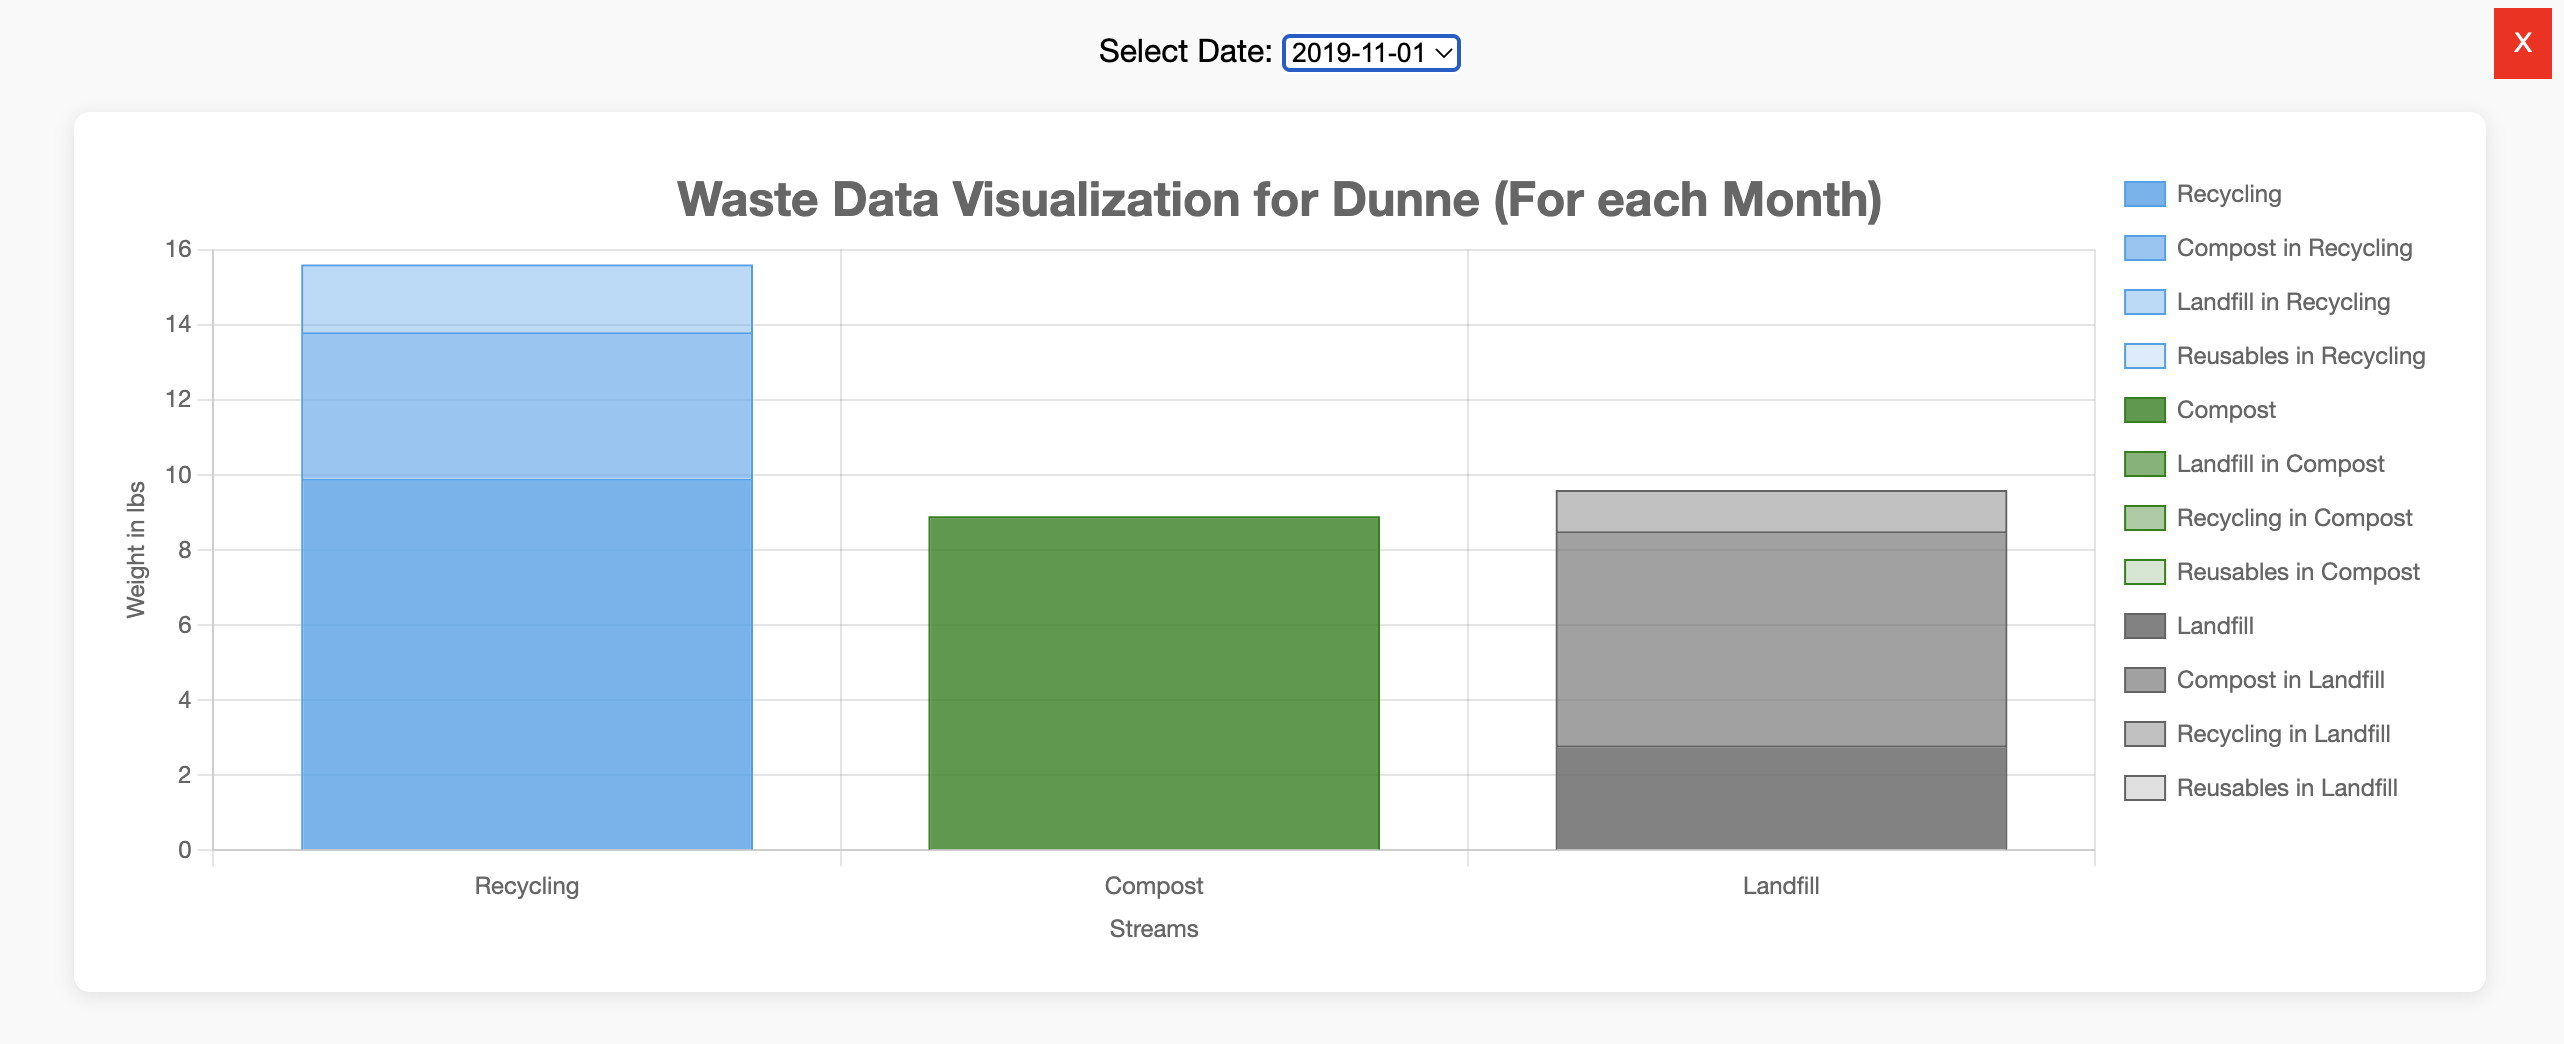 Select Date: 2019-11-01
X
Waste Data Visualization for Dunne (For each Month)
16
14
12
10
8
6
4
2
0
Weight in lbs
Recycling
Compost
Landfill
Streams
Recycling
Compost in Recycling
Landfill in Recycling
Reusables in Recycling
Compost
Landfill in Compost
Recycling in Compost
Reusables in Compost
Landfill
Compost in Landfill
Recycling in Landfill
Reusables in Landfill